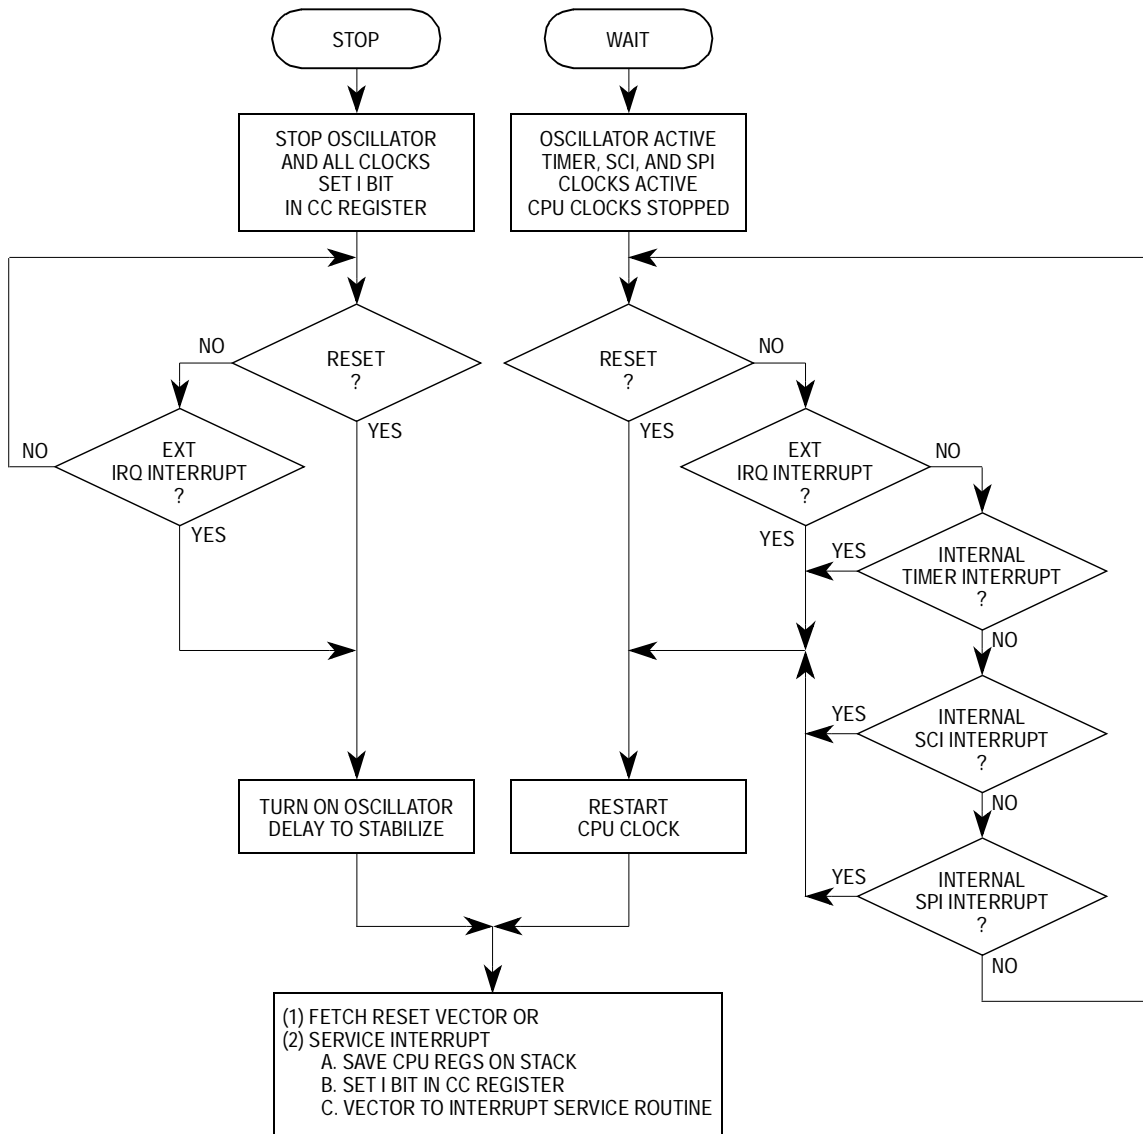 STOP
WAIT
STOP OSCILLATOR
AND ALL CLOCKS
SET I BIT
IN CC REGISTER
OSCILLATOR ACTIVE
TIMER, SCI, AND SPI
CLOCKS ACTIVE
CPU CLOCKS STOPPED
NO
RESET
?
YES
RESET
?
NO
YES
NO
EXT
IRQ INTERRUPT
?
YES
EXT
IRQ INTERRUPT
?
NO
YES
YES
INTERNAL
TIMER INTERRUPT
?
NO
YES
INTERNAL
SCI INTERRUPT
?
NO
TURN ON OSCILLATOR
DELAY TO STABILIZE
RESTART
CPU CLOCK
YES
INTERNAL
SPI INTERRUPT
?
NO
(1) FETCH RESET VECTOR OR
(2) SERVICE INTERRUPT
A. SAVE CPU REGS ON STACK
B. SET I BIT IN CC REGISTER
C. VECTOR TO INTERRUPT SERVICE ROUTINE